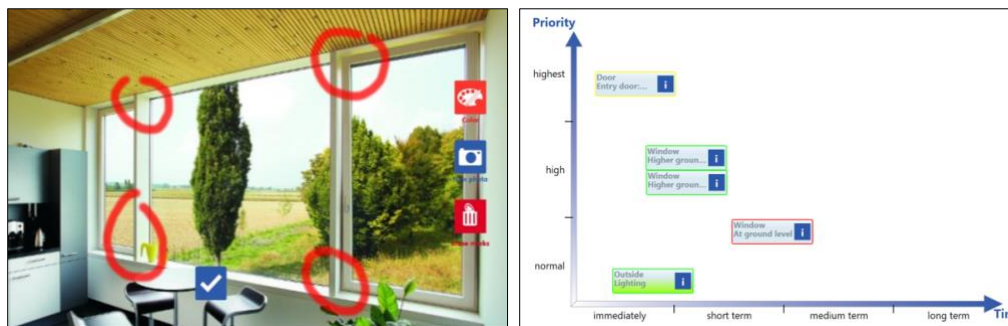 Color
New photo
Erase marks
Priority
highest
Door
Entry door:...
i
Window
Higher groun...
i
high
Window
Higher groun...
i
Window
At ground level
i
normal
Outside
Lighting
i
immediately
short term
medium term
long term